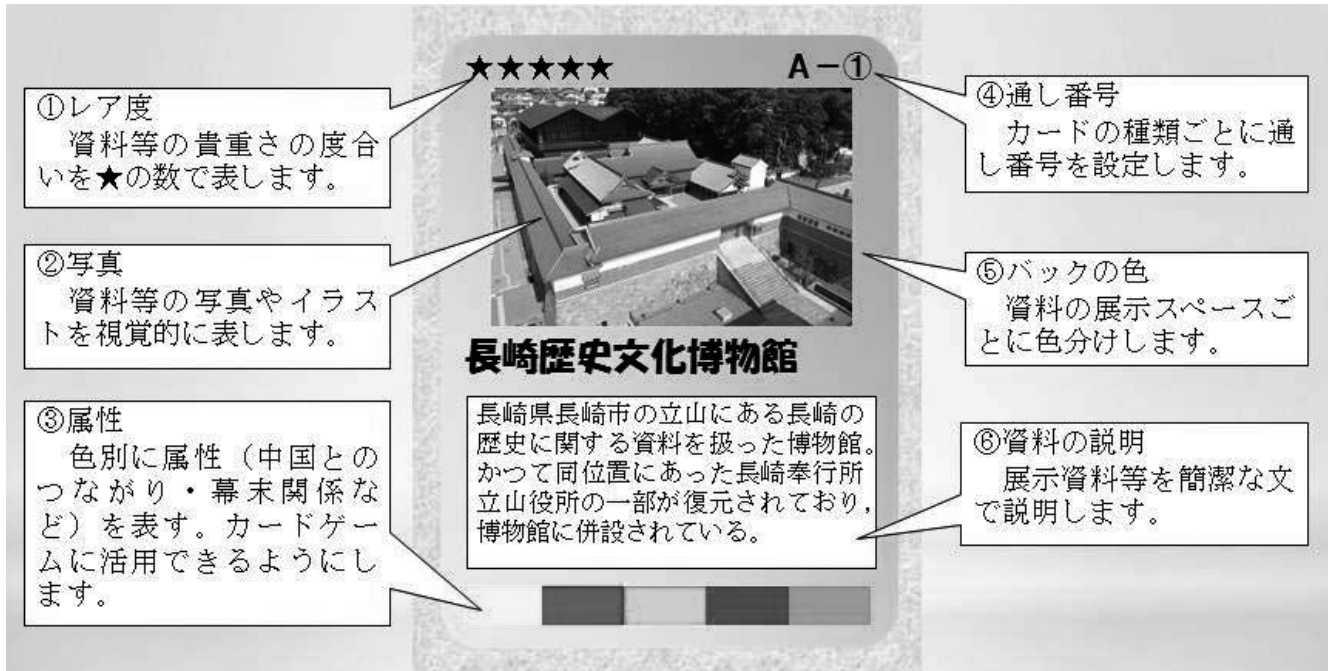 ★★★★★
A－①
①レア度
資料等の貴重さの度合
いを★の数で表します。
②写真
資料等の写真やイラス
トを視覚的に表します。
③属性
色別に属性（中国との
つながり・幕末関係な
ど）を表す。カードゲー
ムに活用できるようにし
ます。
長崎歴史文化博物館
長崎県長崎市の立山にある長崎の
歴史に関する資料を扱った博物館。
かつて同位置にあった長崎奉行所
立山役所の一部が復元されており，
博物館に併設されている。
④通し番号
カードの種類ごとに通
し番号を設定します。
⑤バックの色
資料の展示スペースご
とに色分けします。
⑥資料の説明
展示資料等を簡潔な文
で説明します。